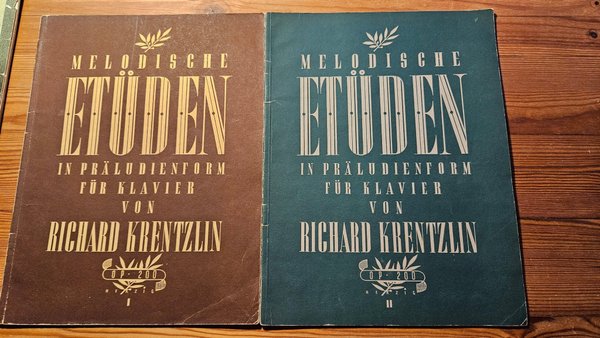 MELODISCHE
ETÜDEN
IN PRÄLUDIENFORM
FÜR KLAVIER
VON
RICHARD KRENTZLIN
OP · 200
I
MELODISCHE
ETÜDEN
IN PRÄLUDIENFORM
FÜR KLAVIER
VON
RICHARD KRENTZLIN
OP · 200
II